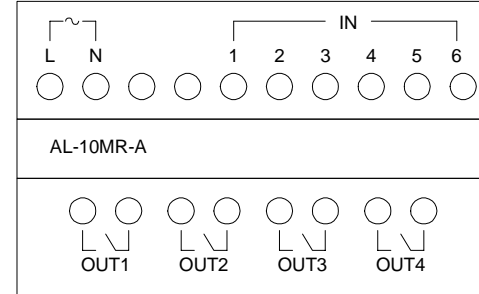 IN
L N 1 2 3 4 5 6
AL-10MR-A
OUT1 OUT2 OUT3 OUT4